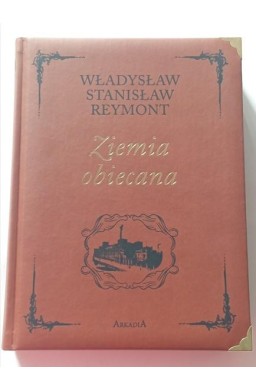 WŁADYSŁAW
STANISŁAW
REYMONT
Ziemia
obiecana
ARKADIA